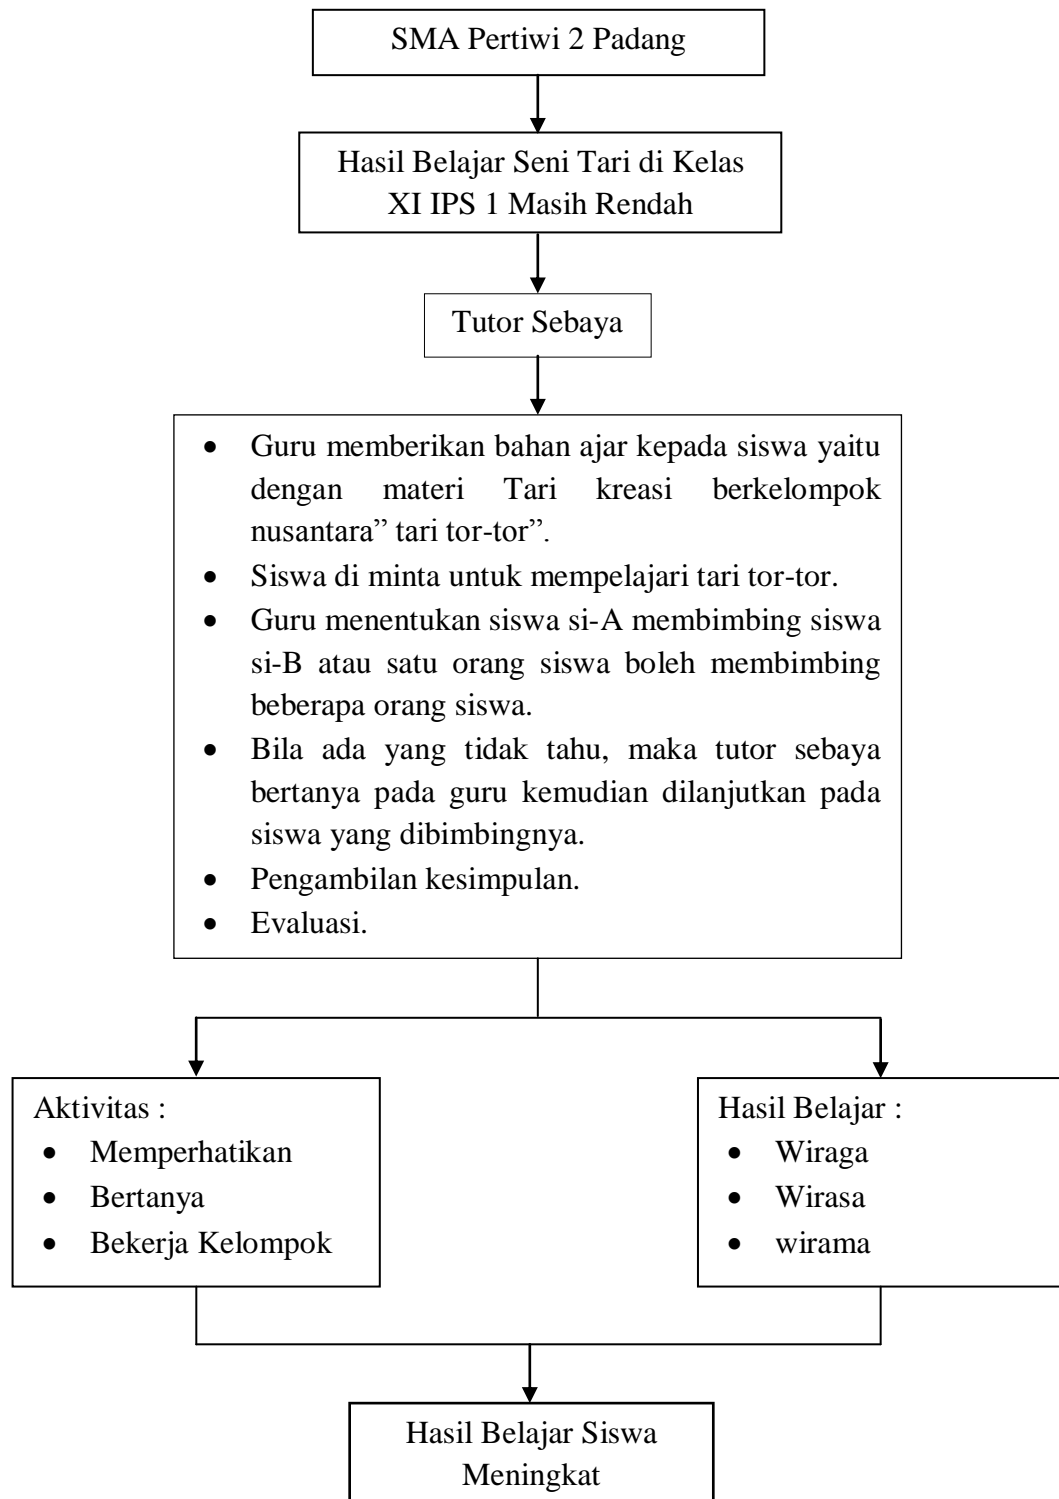 SMA Pertiwi 2 Padang
Hasil Belajar Seni Tari di Kelas
XI IPS 1 Masih Rendah
Tutor Sebaya
• Guru memberikan bahan ajar kepada siswa yaitu
dengan materi Tari kreasi berkelompok
nusantara” tari tor-tor”.
• Siswa di minta untuk mempelajari tari tor-tor.
• Guru menentukan siswa si-A membimbing siswa
si-B atau satu orang siswa boleh membimbing
beberapa orang siswa.
• Bila ada yang tidak tahu, maka tutor sebaya
bertanya pada guru kemudian dilanjutkan pada
siswa yang dibimbingnya.
• Pengambilan kesimpulan.
• Evaluasi.
Aktivitas :
• Memperhatikan
• Bertanya
• Bekerja Kelompok
Hasil Belajar :
• Wiraga
• Wirasa
• wirama
Hasil Belajar Siswa
Meningkat